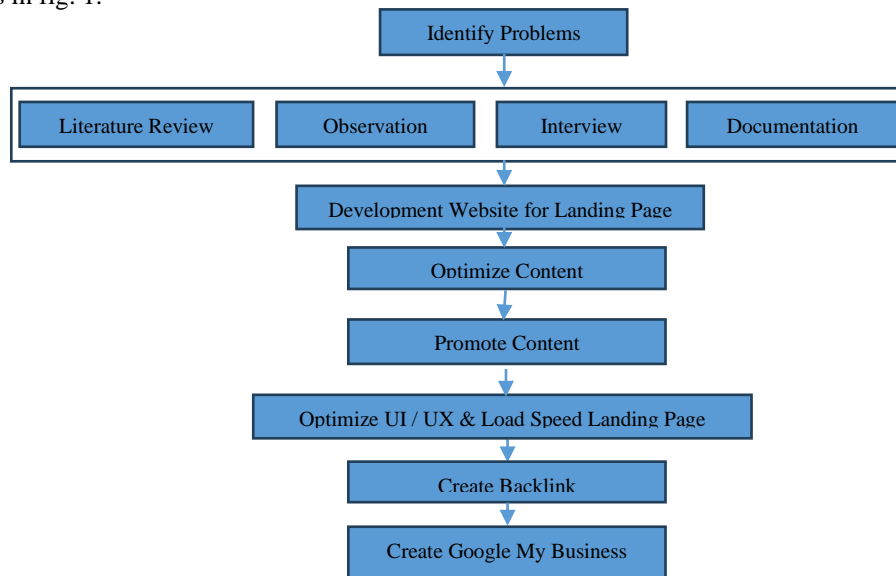 in fig. 1.
Identify Problems
Literature Review Observation Interview Documentation
Development Website for Landing Page
Optimize Content
Promote Content
Optimize UI / UX & Load Speed Landing Page
Create Backlink
Create Google My Business